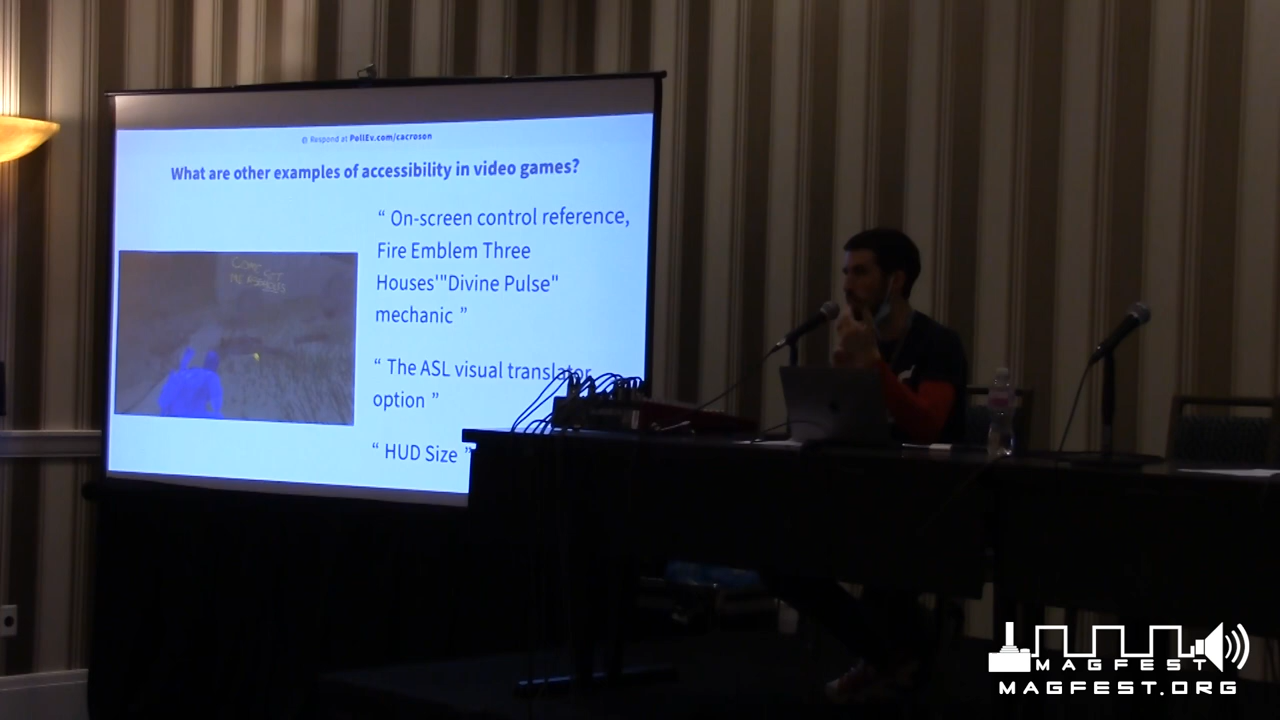 Respond at PollEv.com/cacroson
What are other examples of accessibility in video games?
“ On-screen control reference,
Fire Emblem Three
Houses'"Divine Pulse"
mechanic ”
“ The ASL visual translator
option ”
“ HUD Size ”
MAGFEST
MAGFEST.ORG